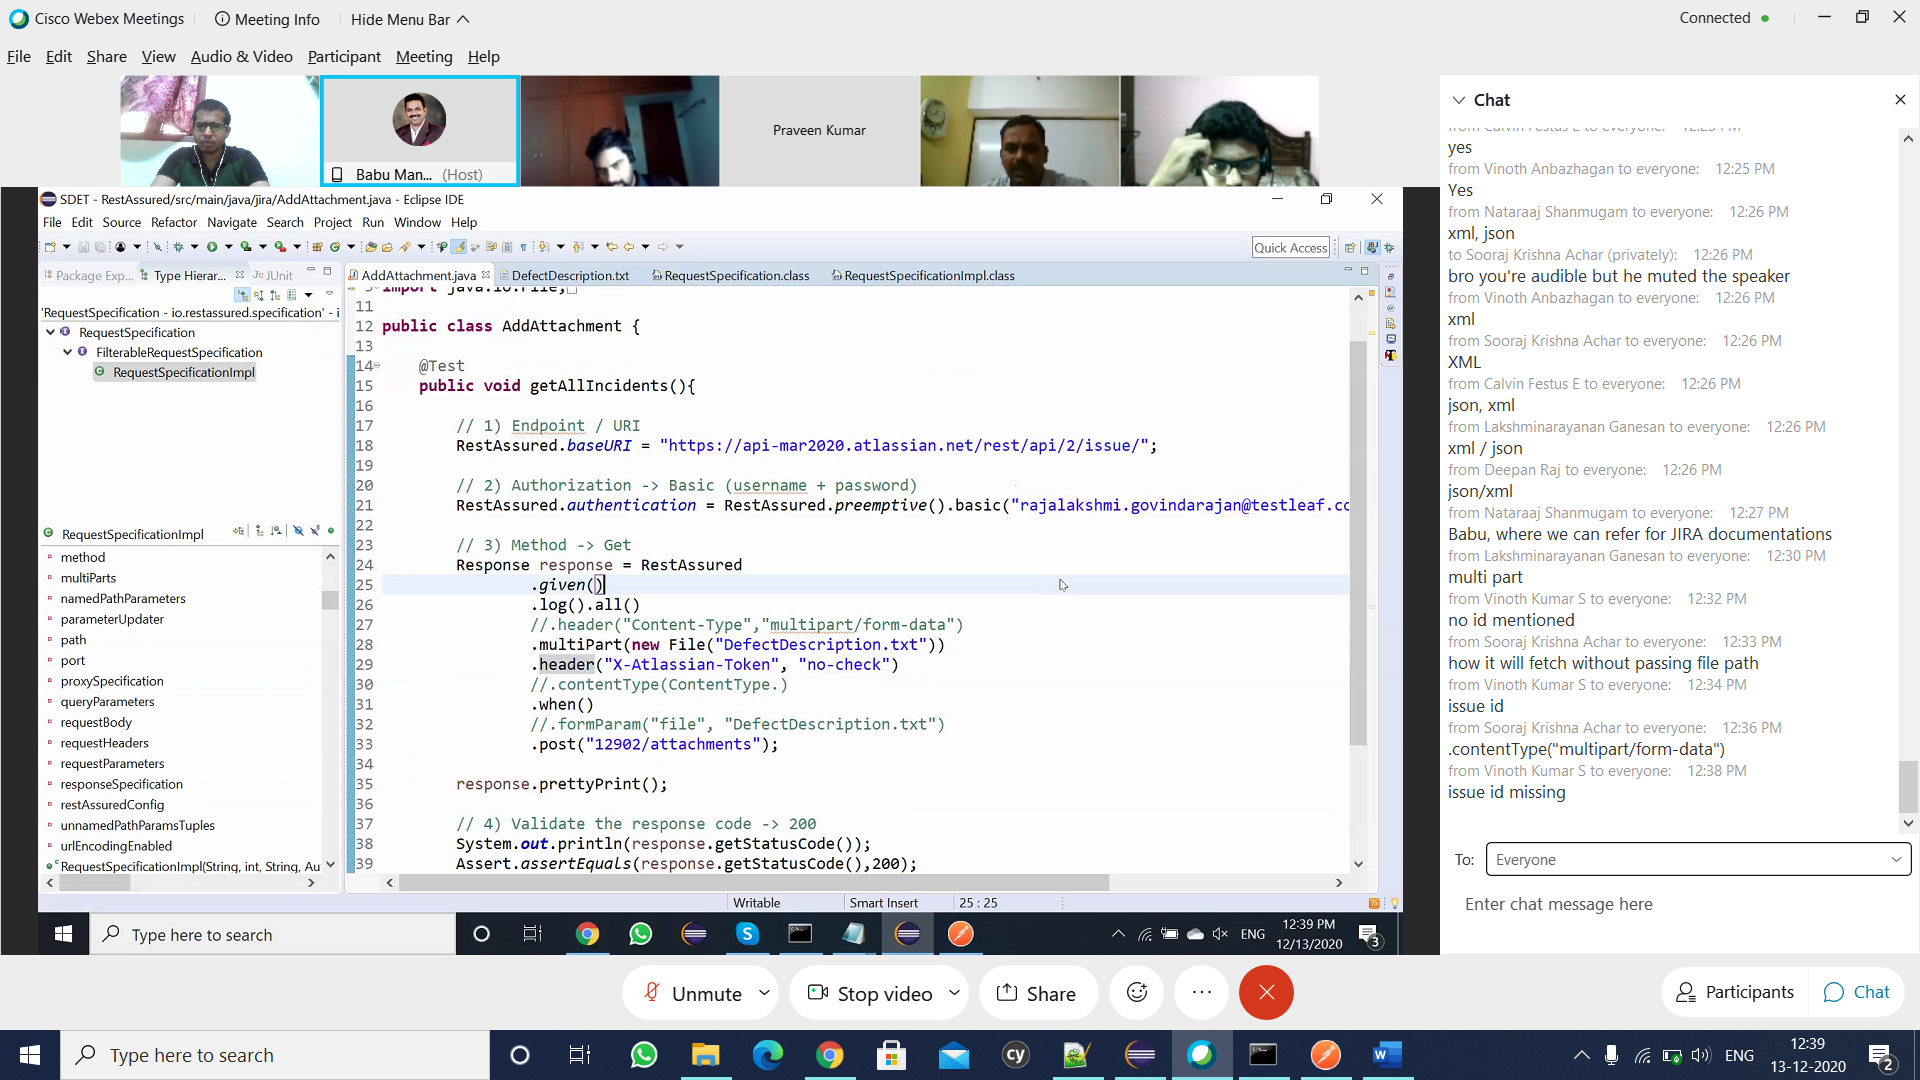 Cisco Webex Meetings
Meeting Info
Hide Menu Bar
Connected
File Edit Share View Audio & Video Participant Meeting Help
Babu Man... (Host)
Praveen Kumar
SDET - RestAssured/src/main/java/jira/AddAttachment.java - Eclipse IDE
File Edit Source Refactor Navigate Search Project Run Window Help
Quick Access
Package Exp... Type Hierar... JUnit
'RequestSpecification - io.restassured.specification' - i
RequestSpecification
FilterableRequestSpecification
RequestSpecificationImpl
RequestSpecificationImpl
method
multiParts
namedPathParameters
parameterUpdater
path
port
proxySpecification
queryParameters
requestBody
requestHeaders
requestParameters
responseSpecification
restAssuredConfig
unnamedPathParamsTuples
urlEncodingEnabled
RequestSpecificationImpl(String, int, String, Au
AddAttachment.java DefectDescription.txt RequestSpecification.class RequestSpecificationImpl.class
import java.io.File;
11
12 public class AddAttachment {
13
14 @Test
15 public void getAllIncidents(){
16
17 // 1) Endpoint / URI
18 RestAssured.baseURI = "https://api-mar2020.atlassian.net/rest/api/2/issue/";
19
20 // 2) Authorization -> Basic (username + password)
21 RestAssured.authentication = RestAssured.preemptive().basic("rajalakshmi.govindarajan@testleaf.co
22
23 // 3) Method -> Get
24 Response response = RestAssured
25 .given()
26 .log().all()
27 //.header("Content-Type","multipart/form-data")
28 .multiPart(new File("DefectDescription.txt"))
29 .header("X-Atlassian-Token", "no-check")
30 //.contentType(ContentType.)
31 .when()
32 //.formParam("file", "DefectDescription.txt")
33 .post("12902/attachments");
34
35 response.prettyPrint();
36
37 // 4) Validate the response code -> 200
38 System.out.println(response.getStatusCode());
39 Assert.assertEquals(response.getStatusCode(),200);
Writable Smart Insert 25 : 25
Type here to search
ENG
12:39 PM
12/13/2020
3
Chat
from Calvin Festus E to everyone: 12:25 PM
yes
from Vinoth Anbazhagan to everyone: 12:25 PM
Yes
from Nataraaj Shanmugam to everyone: 12:26 PM
xml, json
to Sooraj Krishna Achar (privately): 12:26 PM
bro you're audible but he muted the speaker
from Vinoth Anbazhagan to everyone: 12:26 PM
xml
from Sooraj Krishna Achar to everyone: 12:26 PM
XML
from Calvin Festus E to everyone: 12:26 PM
json, xml
from Lakshminarayanan Ganesan to everyone: 12:26 PM
xml / json
from Deepan Raj to everyone: 12:26 PM
json/xml
from Nataraaj Shanmugam to everyone: 12:27 PM
Babu, where we can refer for JIRA documentations
from Lakshminarayanan Ganesan to everyone: 12:30 PM
multi part
from Vinoth Kumar S to everyone: 12:32 PM
no id mentioned
from Sooraj Krishna Achar to everyone: 12:33 PM
how it will fetch without passing file path
from Vinoth Kumar S to everyone: 12:34 PM
issue id
from Sooraj Krishna Achar to everyone: 12:36 PM
.contentType("multipart/form-data")
from Vinoth Kumar S to everyone: 12:38 PM
issue id missing
To: Everyone
Enter chat message here
Unmute Stop video Share
Participants Chat
Type here to search
cy
ENG
12:39
13-12-2020
2